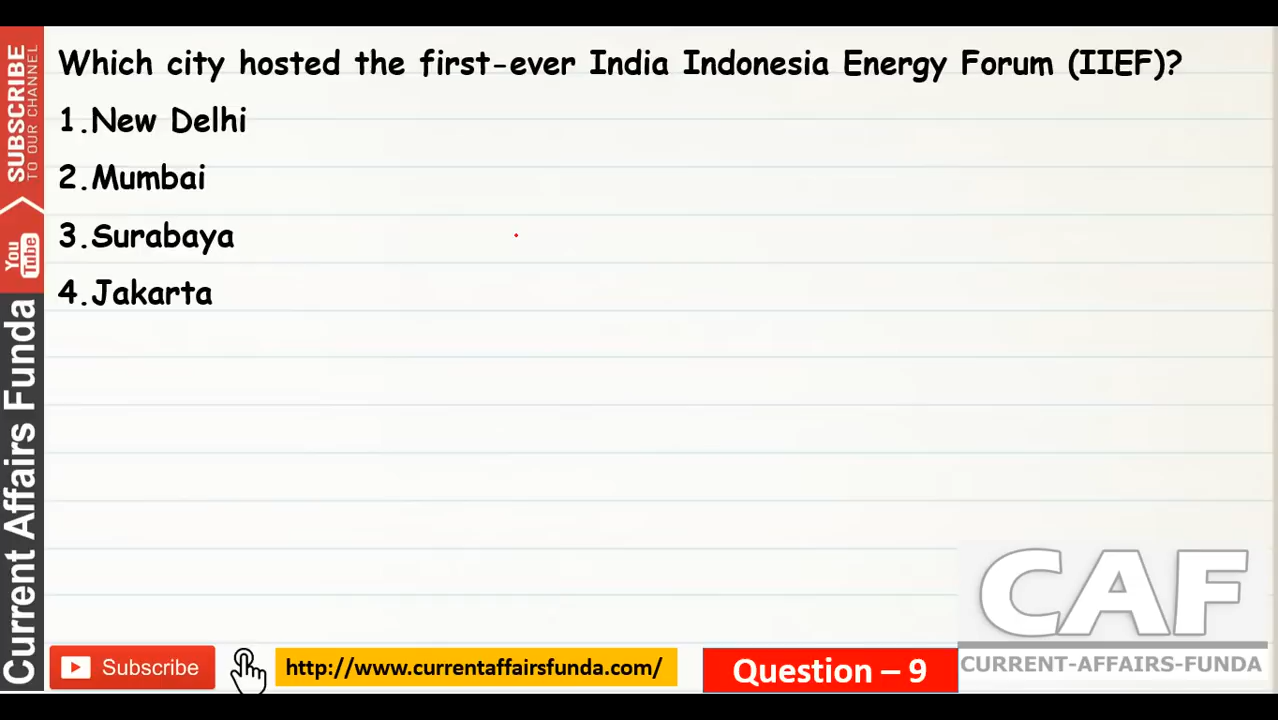 Which city hosted the first-ever India Indonesia Energy Forum (IIEF)?
1.New Delhi
2.Mumbai
3.Surabaya
4.Jakarta
SUBSCRIBE
TO OUR CHANNEL
You
Tube
Current Affairs Funda
CAF
CURRENT-AFFAIRS-FUNDA
Subscribe
http://www.currentaffairsfunda.com/
Question – 9